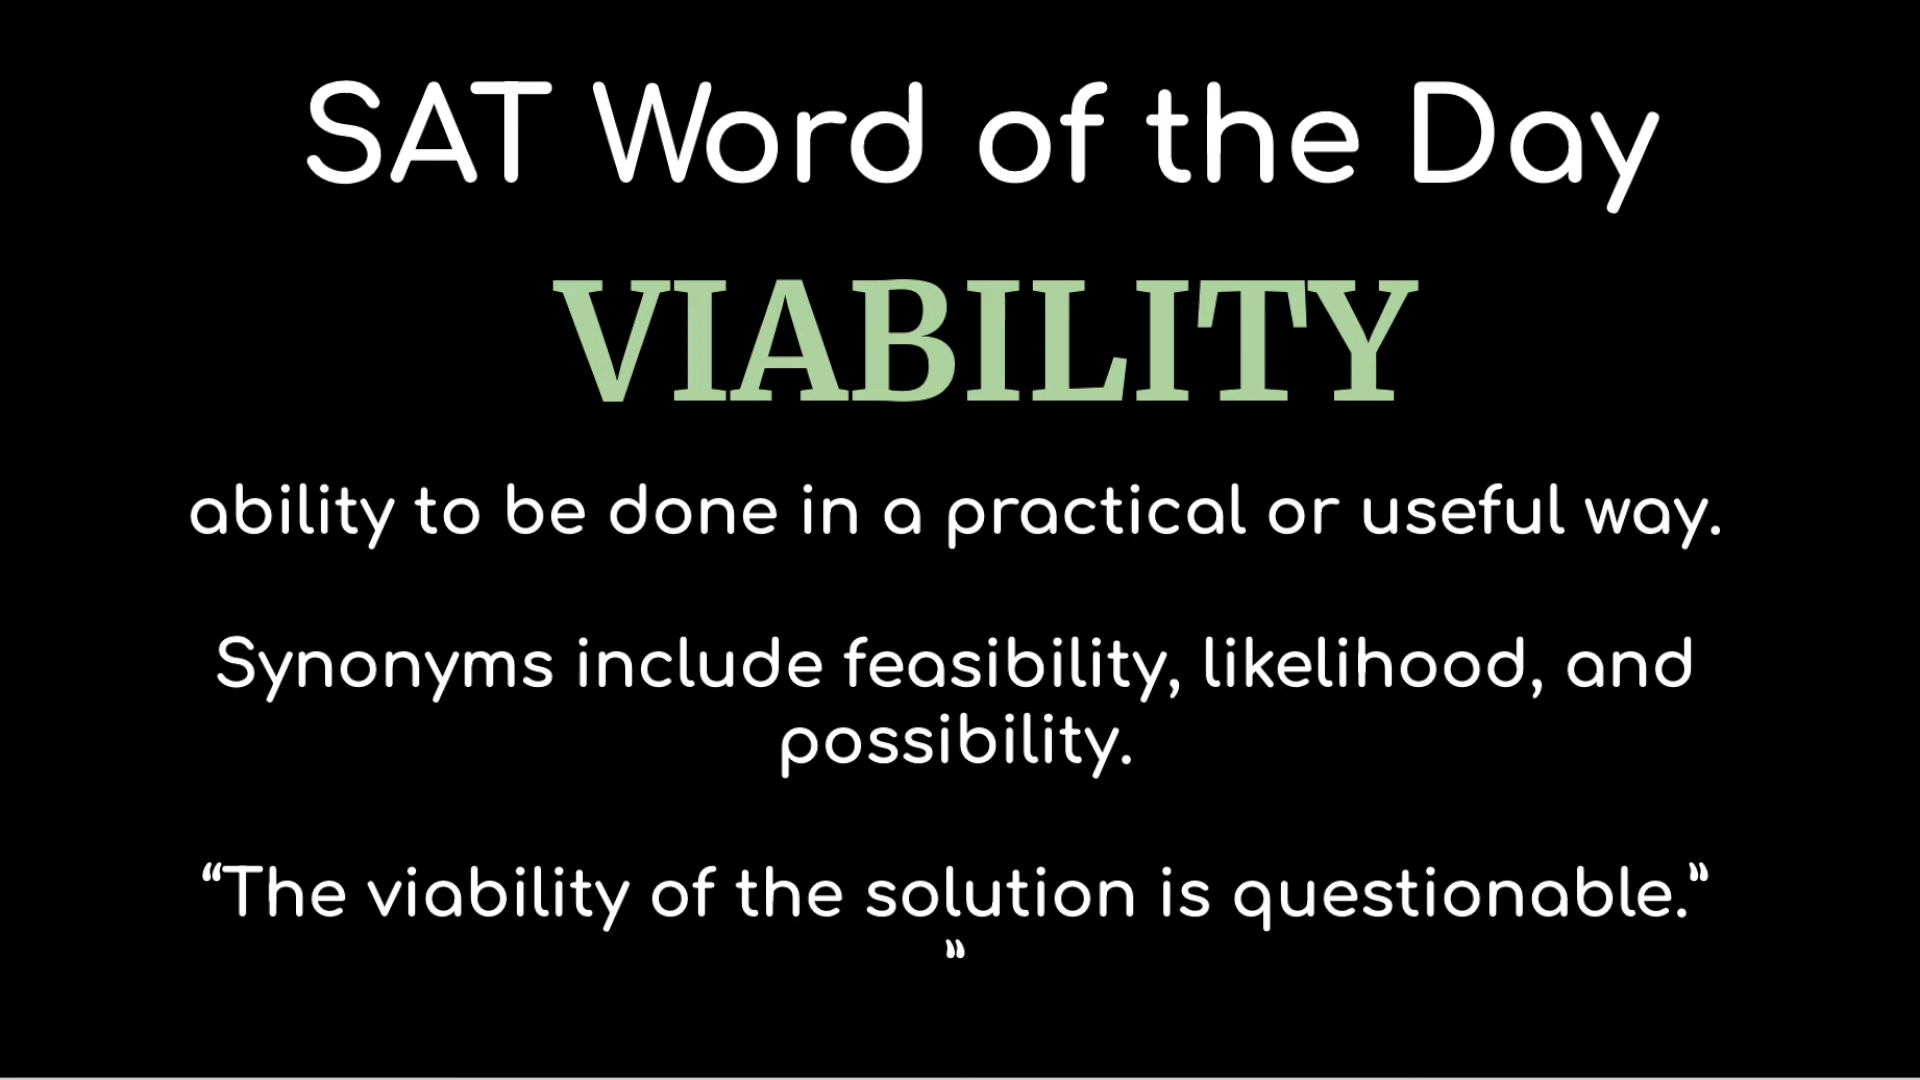 SAT Word of the Day
VIABILITY
ability to be done in a practical or useful way.
Synonyms include feasibility, likelihood, and
possibility.
“The viability of the solution is questionable.”
”